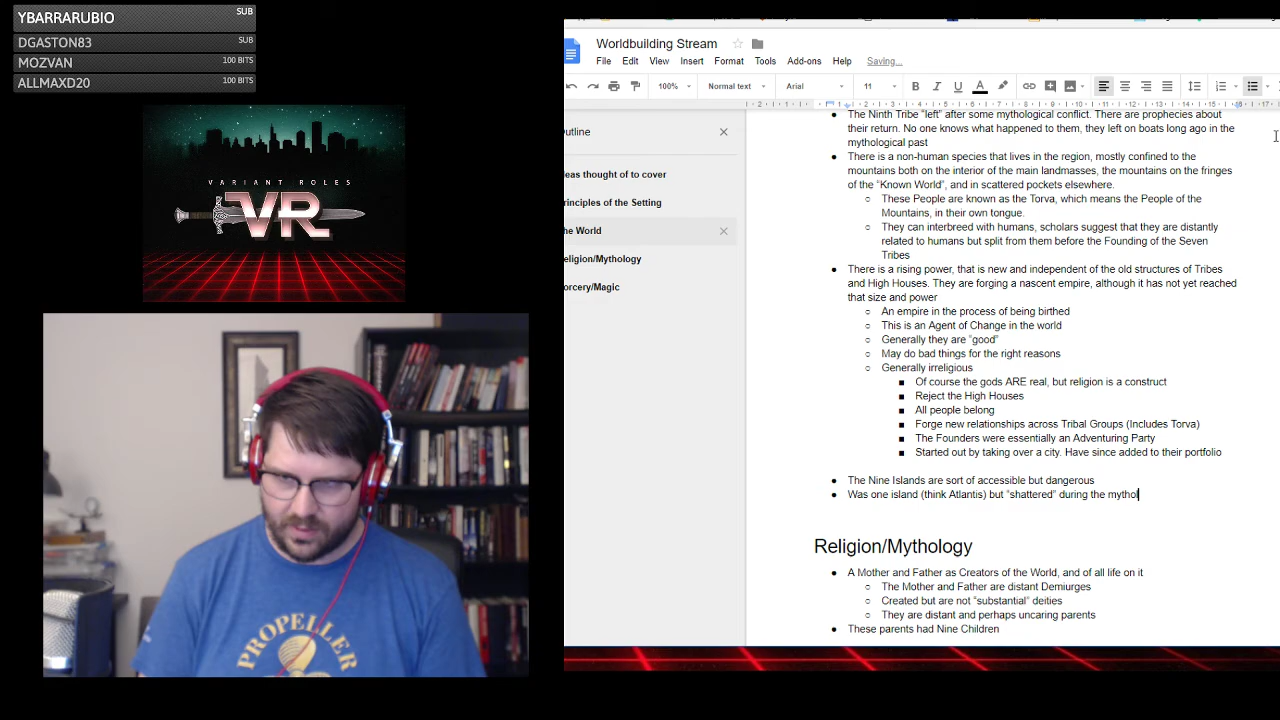 YBARRARUBIO SUB
DGASTON83 SUB
MOZVAN 100 BITS
ALLMAXD20 100 BITS
VARIANT ROLES
VR
PROPELLER
Worldbuilding Stream
File Edit View Insert Format Tools Add-ons Help Saving...
100% Normal text Arial 11
utline
deas thought of to cover
rinciples of the Setting
he World
eligion/Mythology
orcery/Magic
The Ninth Tribe “left” after some mythological conflict. There are prophecies about
their return. No one knows what happened to them, they left on boats long ago in the
mythological past
There is a non-human species that lives in the region, mostly confined to the
mountains both on the interior of the main landmasses, the mountains on the fringes
of the “Known World”, and in scattered pockets elsewhere.
These People are known as the Torva, which means the People of the
Mountains, in their own tongue.
They can interbreed with humans, scholars suggest that they are distantly
related to humans but split from them before the Founding of the Seven
Tribes
There is a rising power, that is new and independent of the old structures of Tribes
and High Houses. They are forging a nascent empire, although it has not yet reached
that size and power
An empire in the process of being birthed
This is an Agent of Change in the world
Generally they are “good”
May do bad things for the right reasons
Generally irreligious
Of course the gods ARE real, but religion is a construct
Reject the High Houses
All people belong
Forge new relationships across Tribal Groups (Includes Torva)
The Founders were essentially an Adventuring Party
Started out by taking over a city. Have since added to their portfolio
The Nine Islands are sort of accessible but dangerous
Was one island (think Atlantis) but “shattered” during the mythol
Religion/Mythology
A Mother and Father as Creators of the World, and of all life on it
The Mother and Father are distant Demiurges
Created but are not “substantial” deities
They are distant and perhaps uncaring parents
These parents had Nine Children